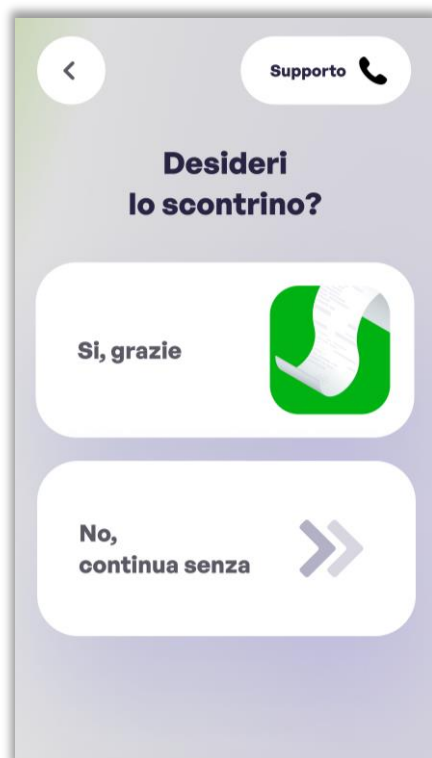 Supporto
Desideri
lo scontrino?
Si, grazie
No,
continua senza